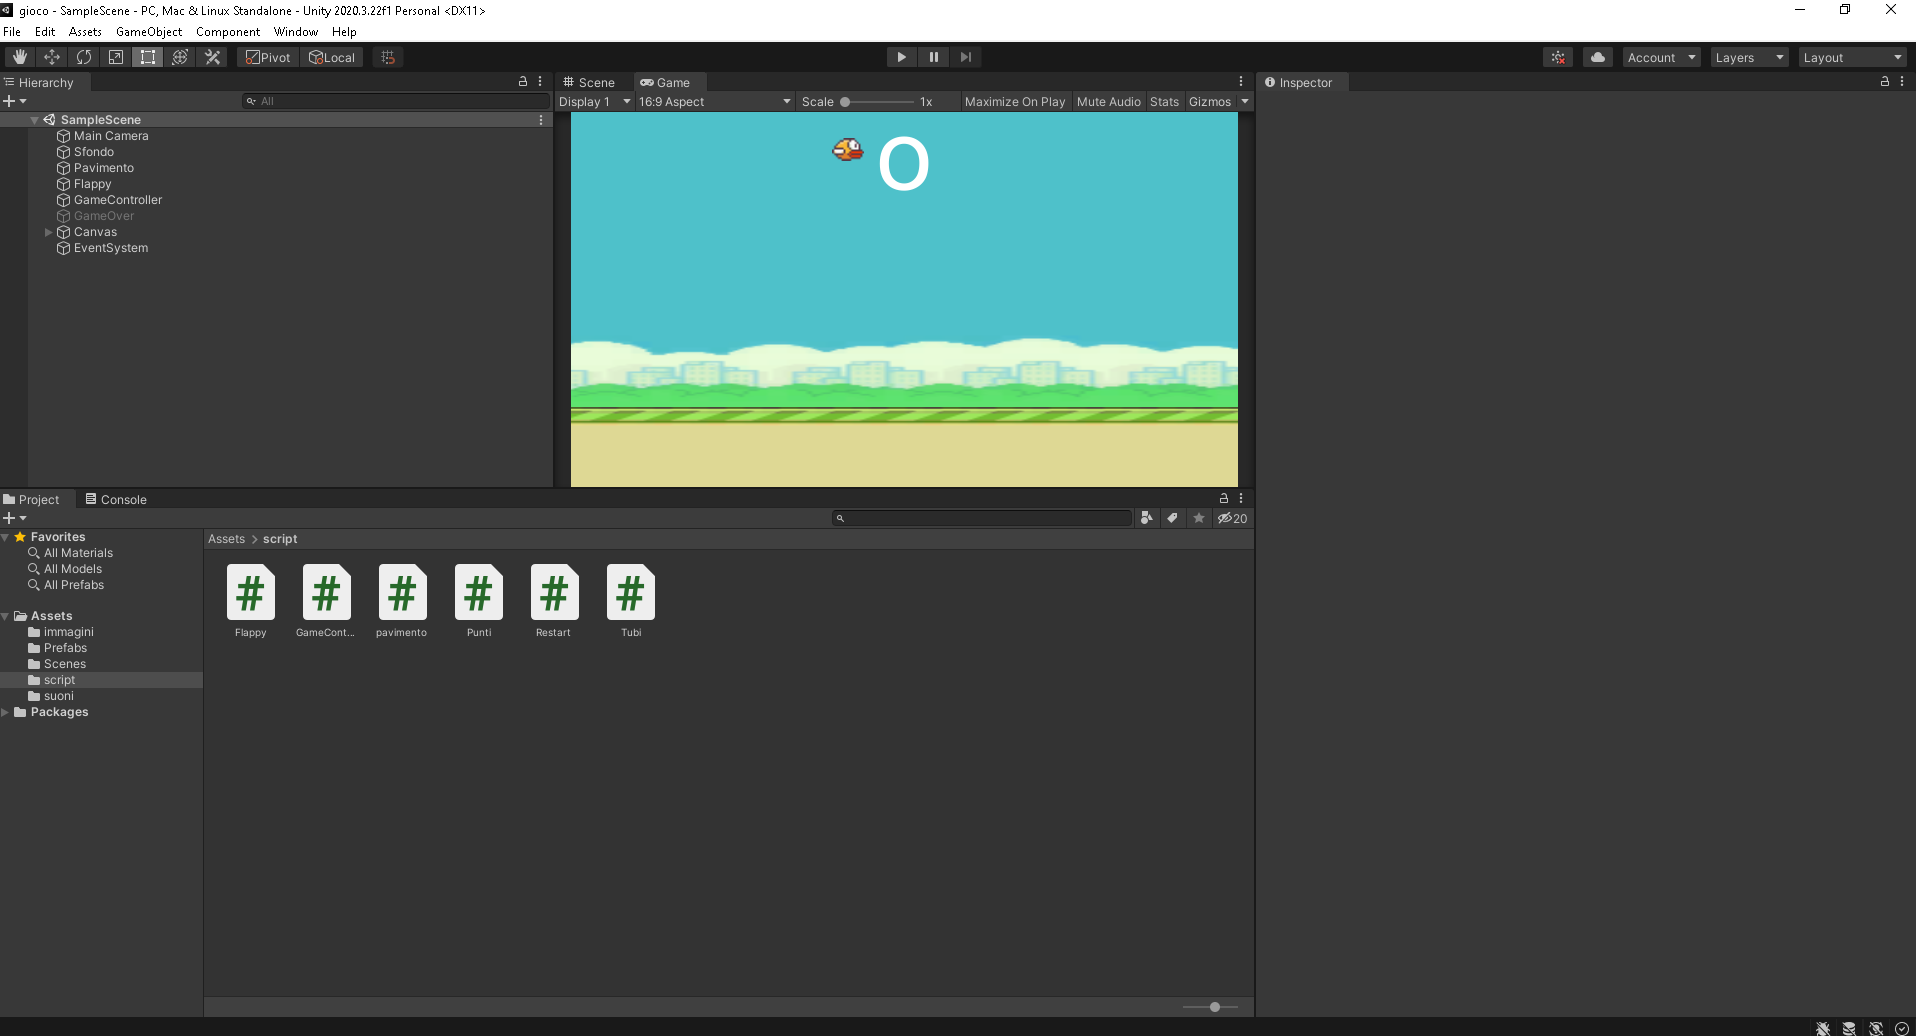 gioco - SampleScene - PC, Mac & Linux Standalone - Unity 2020.3.22f1 Personal <DX11>
File Edit Assets GameObject Component Window Help
Pivot Local Account Layers Layout
Hierarchy
All
SampleScene
Main Camera
Sfondo
Pavimento
Flappy
GameController
GameOver
Canvas
EventSystem
Scene Game
Display 1 16:9 Aspect Scale 1x Maximize On Play Mute Audio Stats Gizmos
0
Inspector
Project Console
20
Favorites
All Materials
All Models
All Prefabs
Assets
immagini
Prefabs
Scenes
script
suoni
Packages
Assets > script
Flappy GameCont... pavimento Punti Restart Tubi